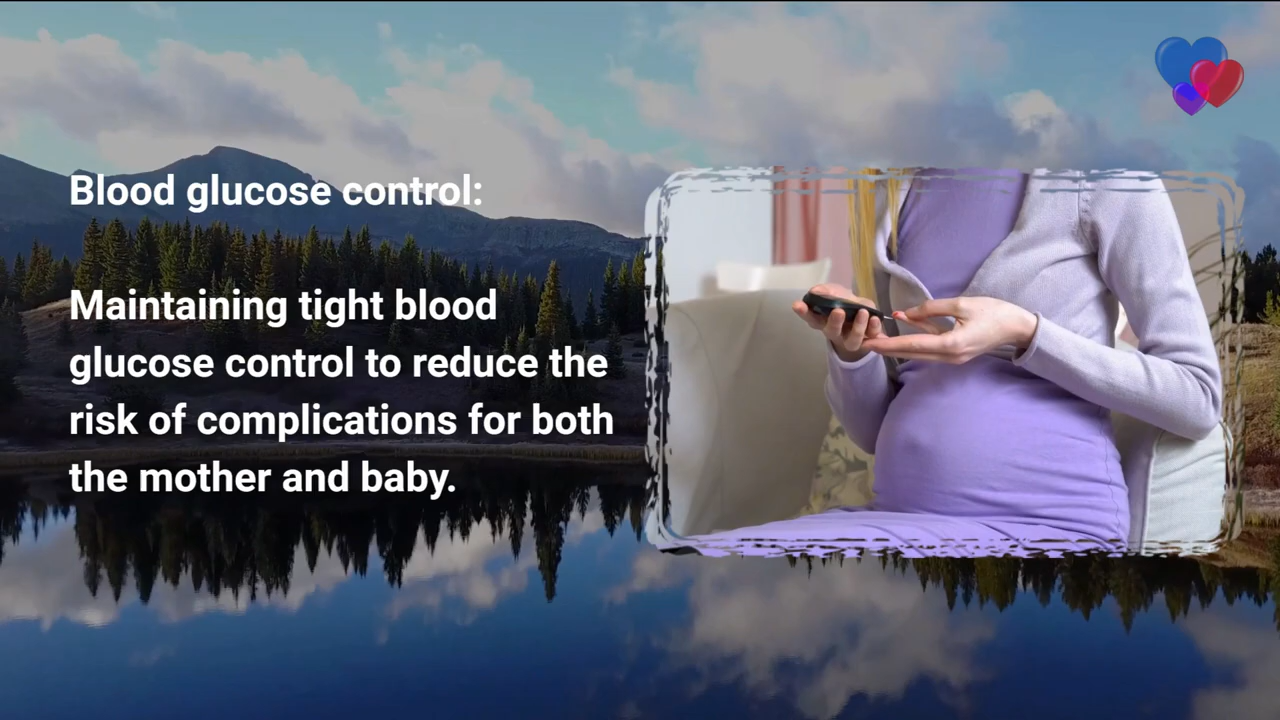 Blood glucose control:
Maintaining tight blood
glucose control to reduce the
risk of complications for both
the mother and baby.